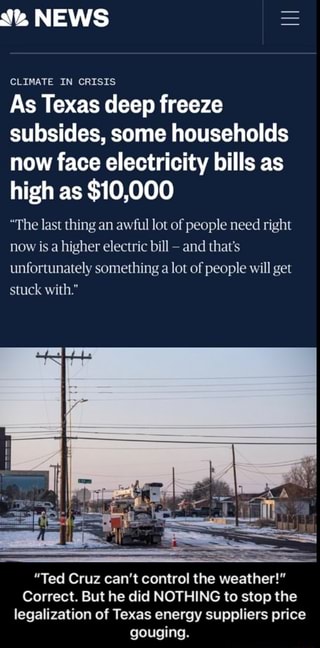 NEWS
CLIMATE IN CRISIS
As Texas deep freeze
subsides, some households
now face electricity bills as
high as $10,000
“The last thing an awful lot of people need right
now is a higher electric bill – and that’s
unfortunately something a lot of people will get
stuck with.”
“Ted Cruz can’t control the weather!”
Correct. But he did NOTHING to stop the
legalization of Texas energy suppliers price
gouging.